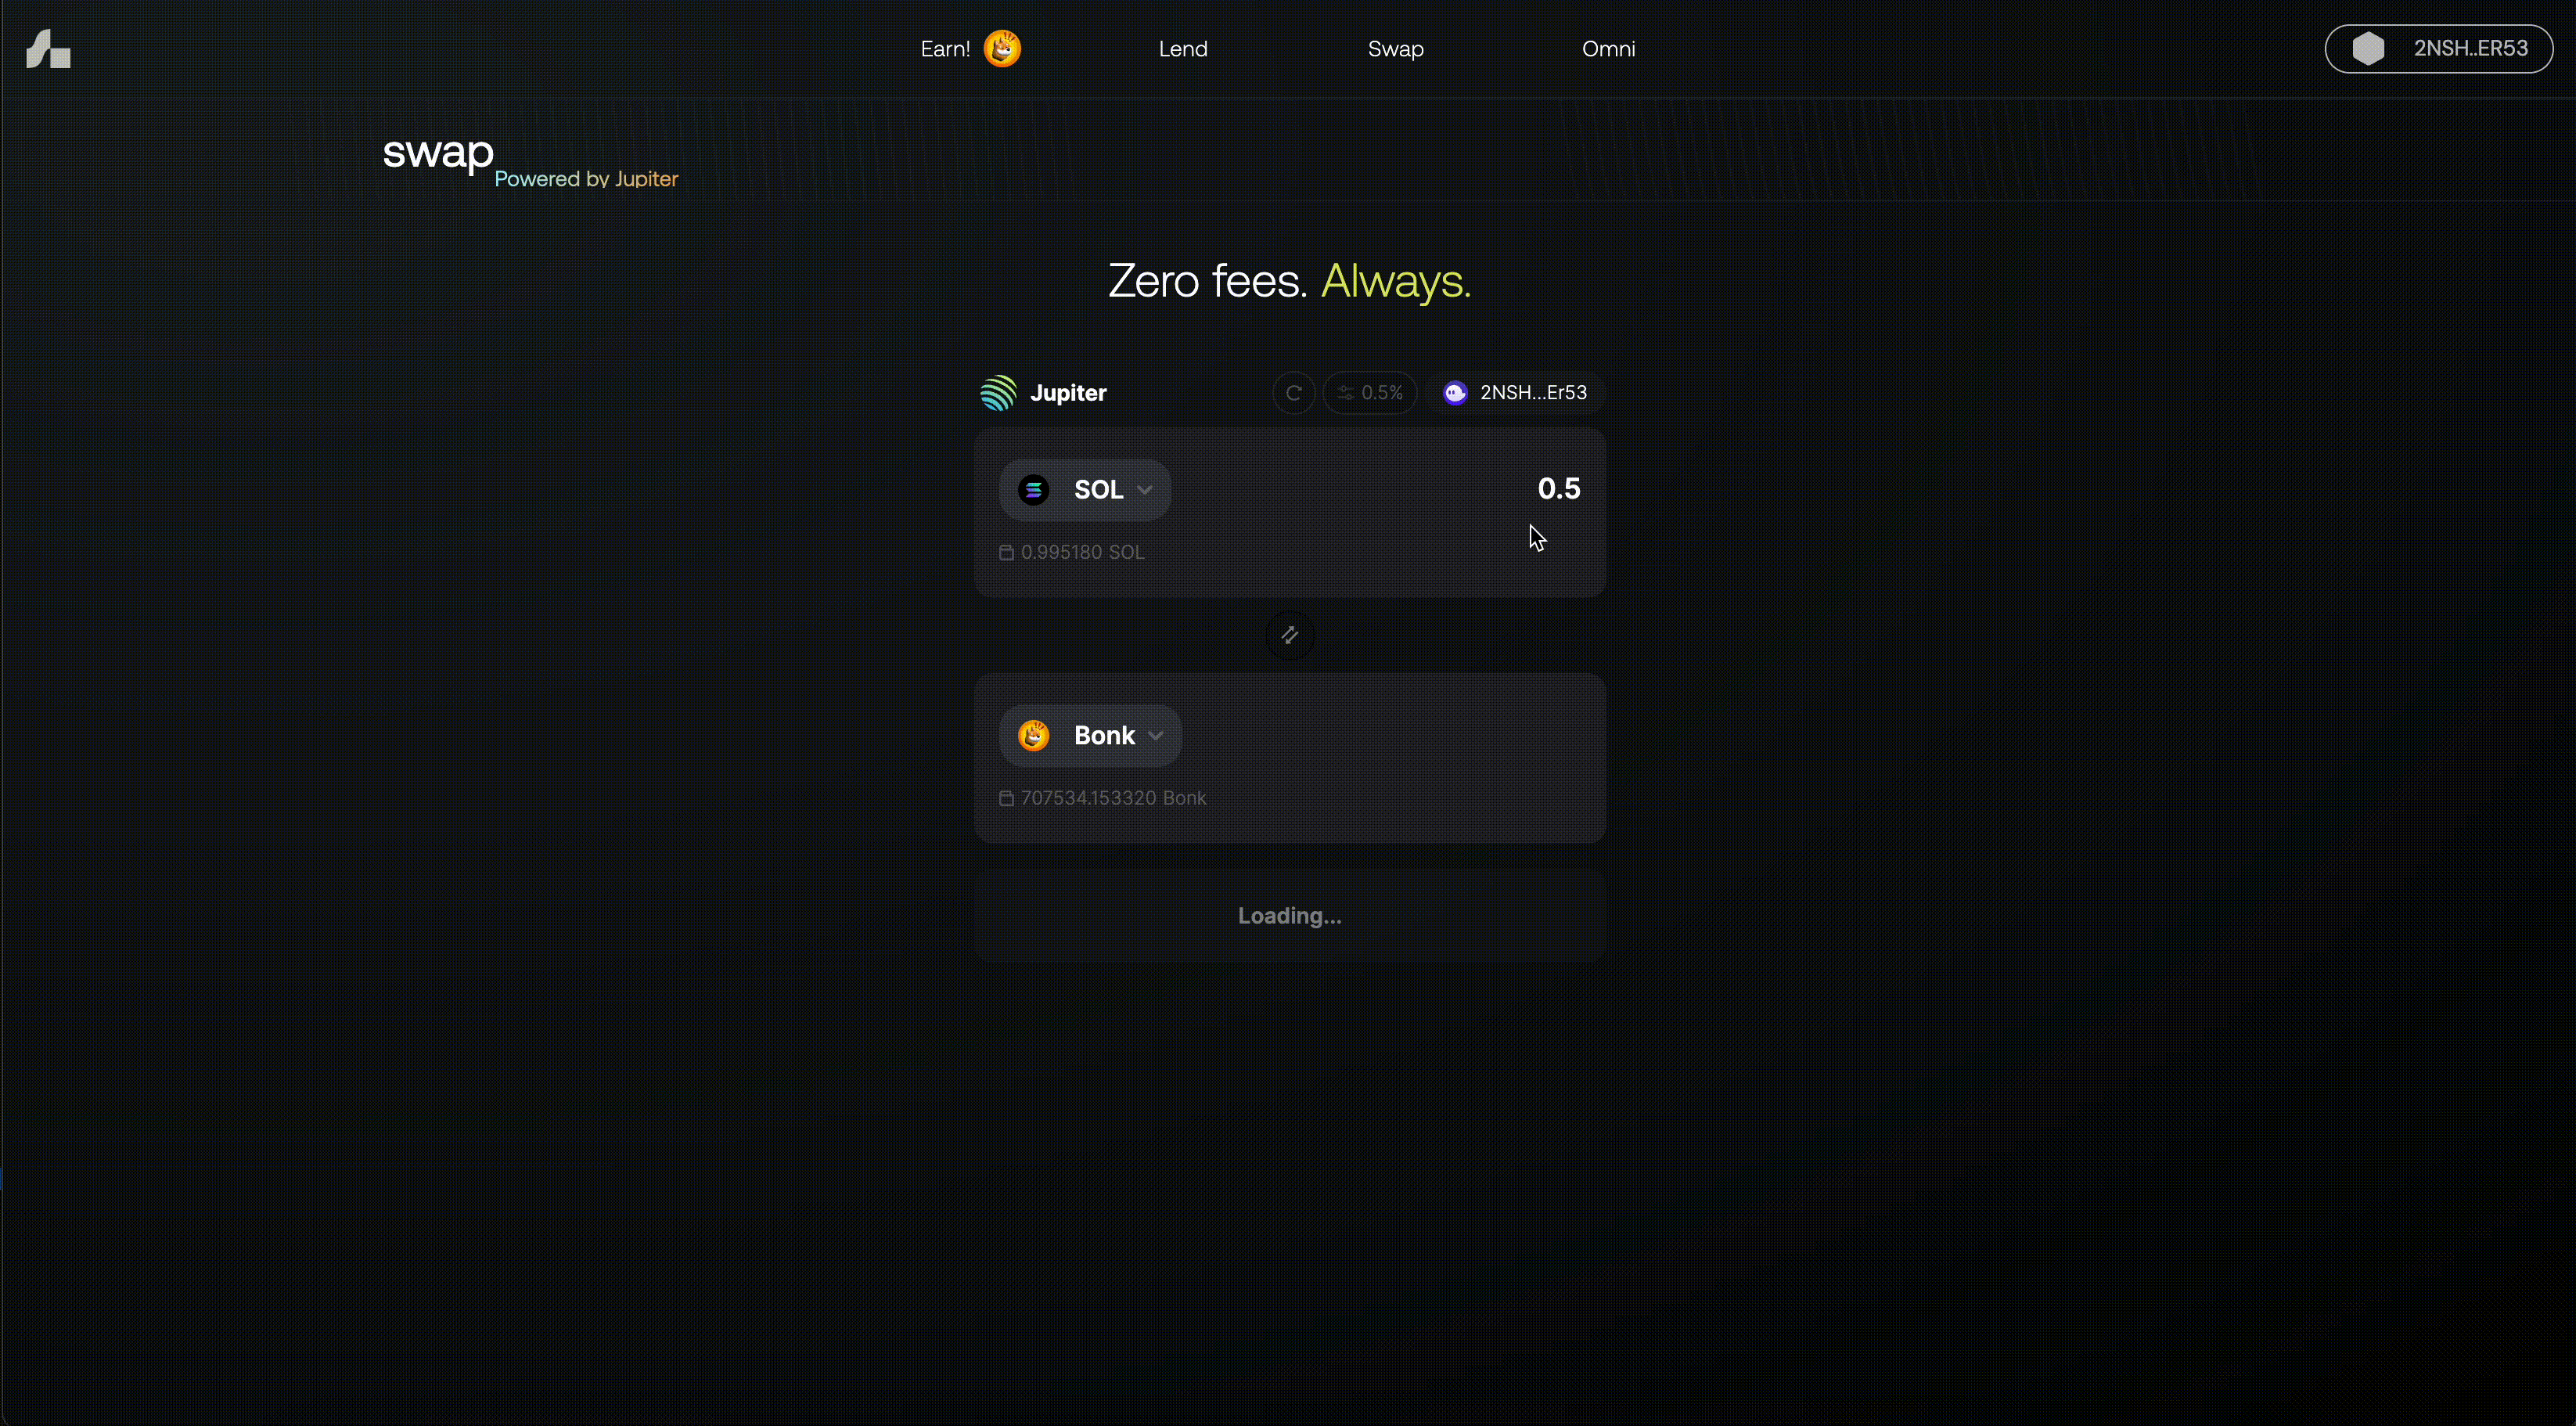 Earn! Lend Swap Omni 2NSH..ER53
swap
Powered by Jupiter
Zero fees. Always.
Jupiter 0.5% 2NSH...Er53
SOL 0.5
0.995180 SOL
Bonk
707534.153320 Bonk
Loading...